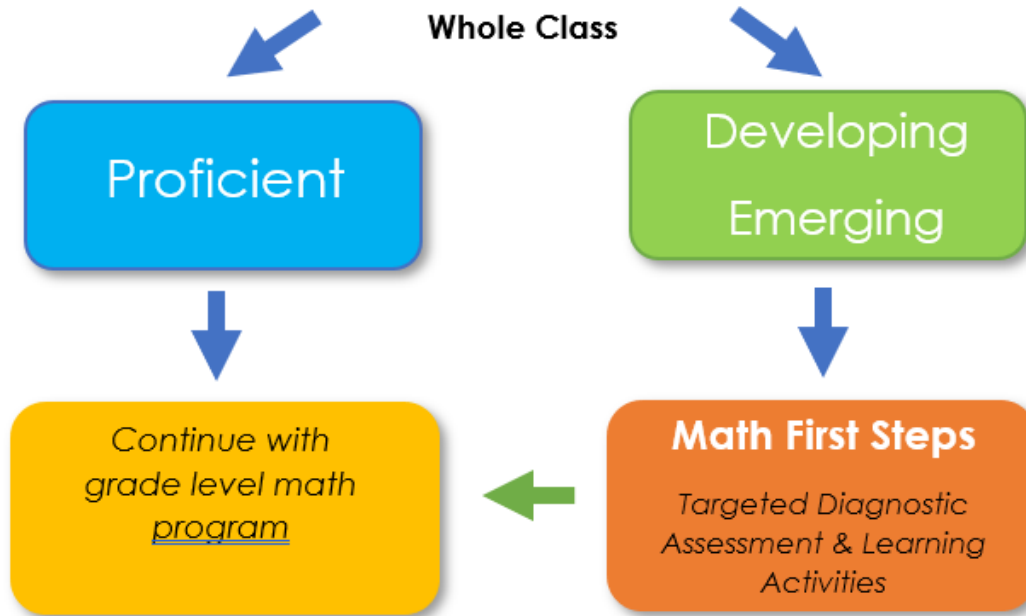 Whole Class
Proficient
Developing
Emerging
Continue with
grade level math
program
Math First Steps
Targeted Diagnostic
Assessment & Learning
Activities